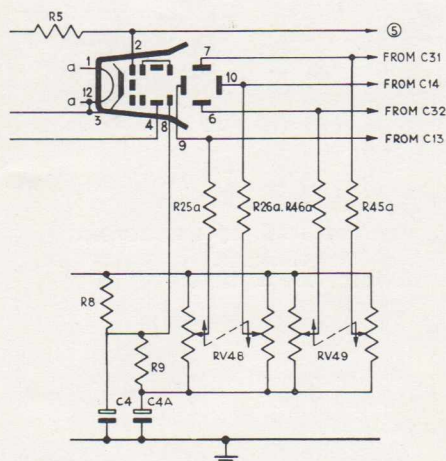 R5
5
2
7
1
a
FROM C31
10
FROM C14
a
12
FROM C32
3
4
8
6
9
FROM C13
R25a
R26a.R46a
R45a
R8
R9
RV48
RV49
C4
C4A